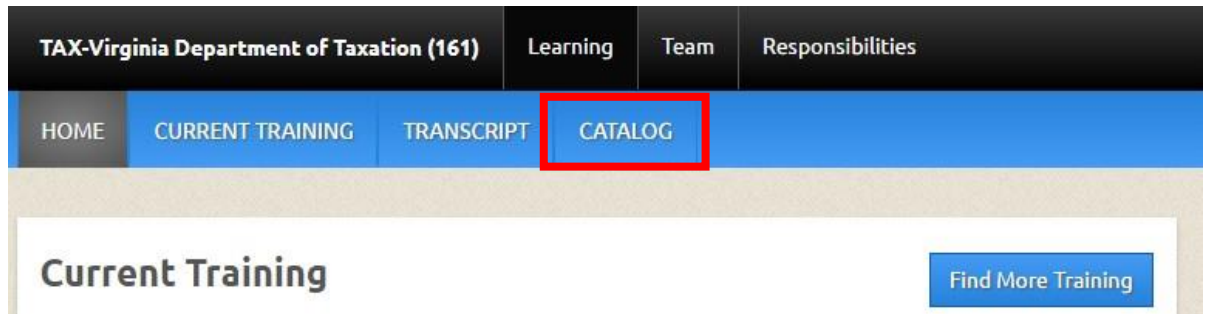 TAX-Virginia Department of Taxation (161) Learning Team Responsibilities
HOME CURRENT TRAINING TRANSCRIPT CATALOG
Current Training Find More Training